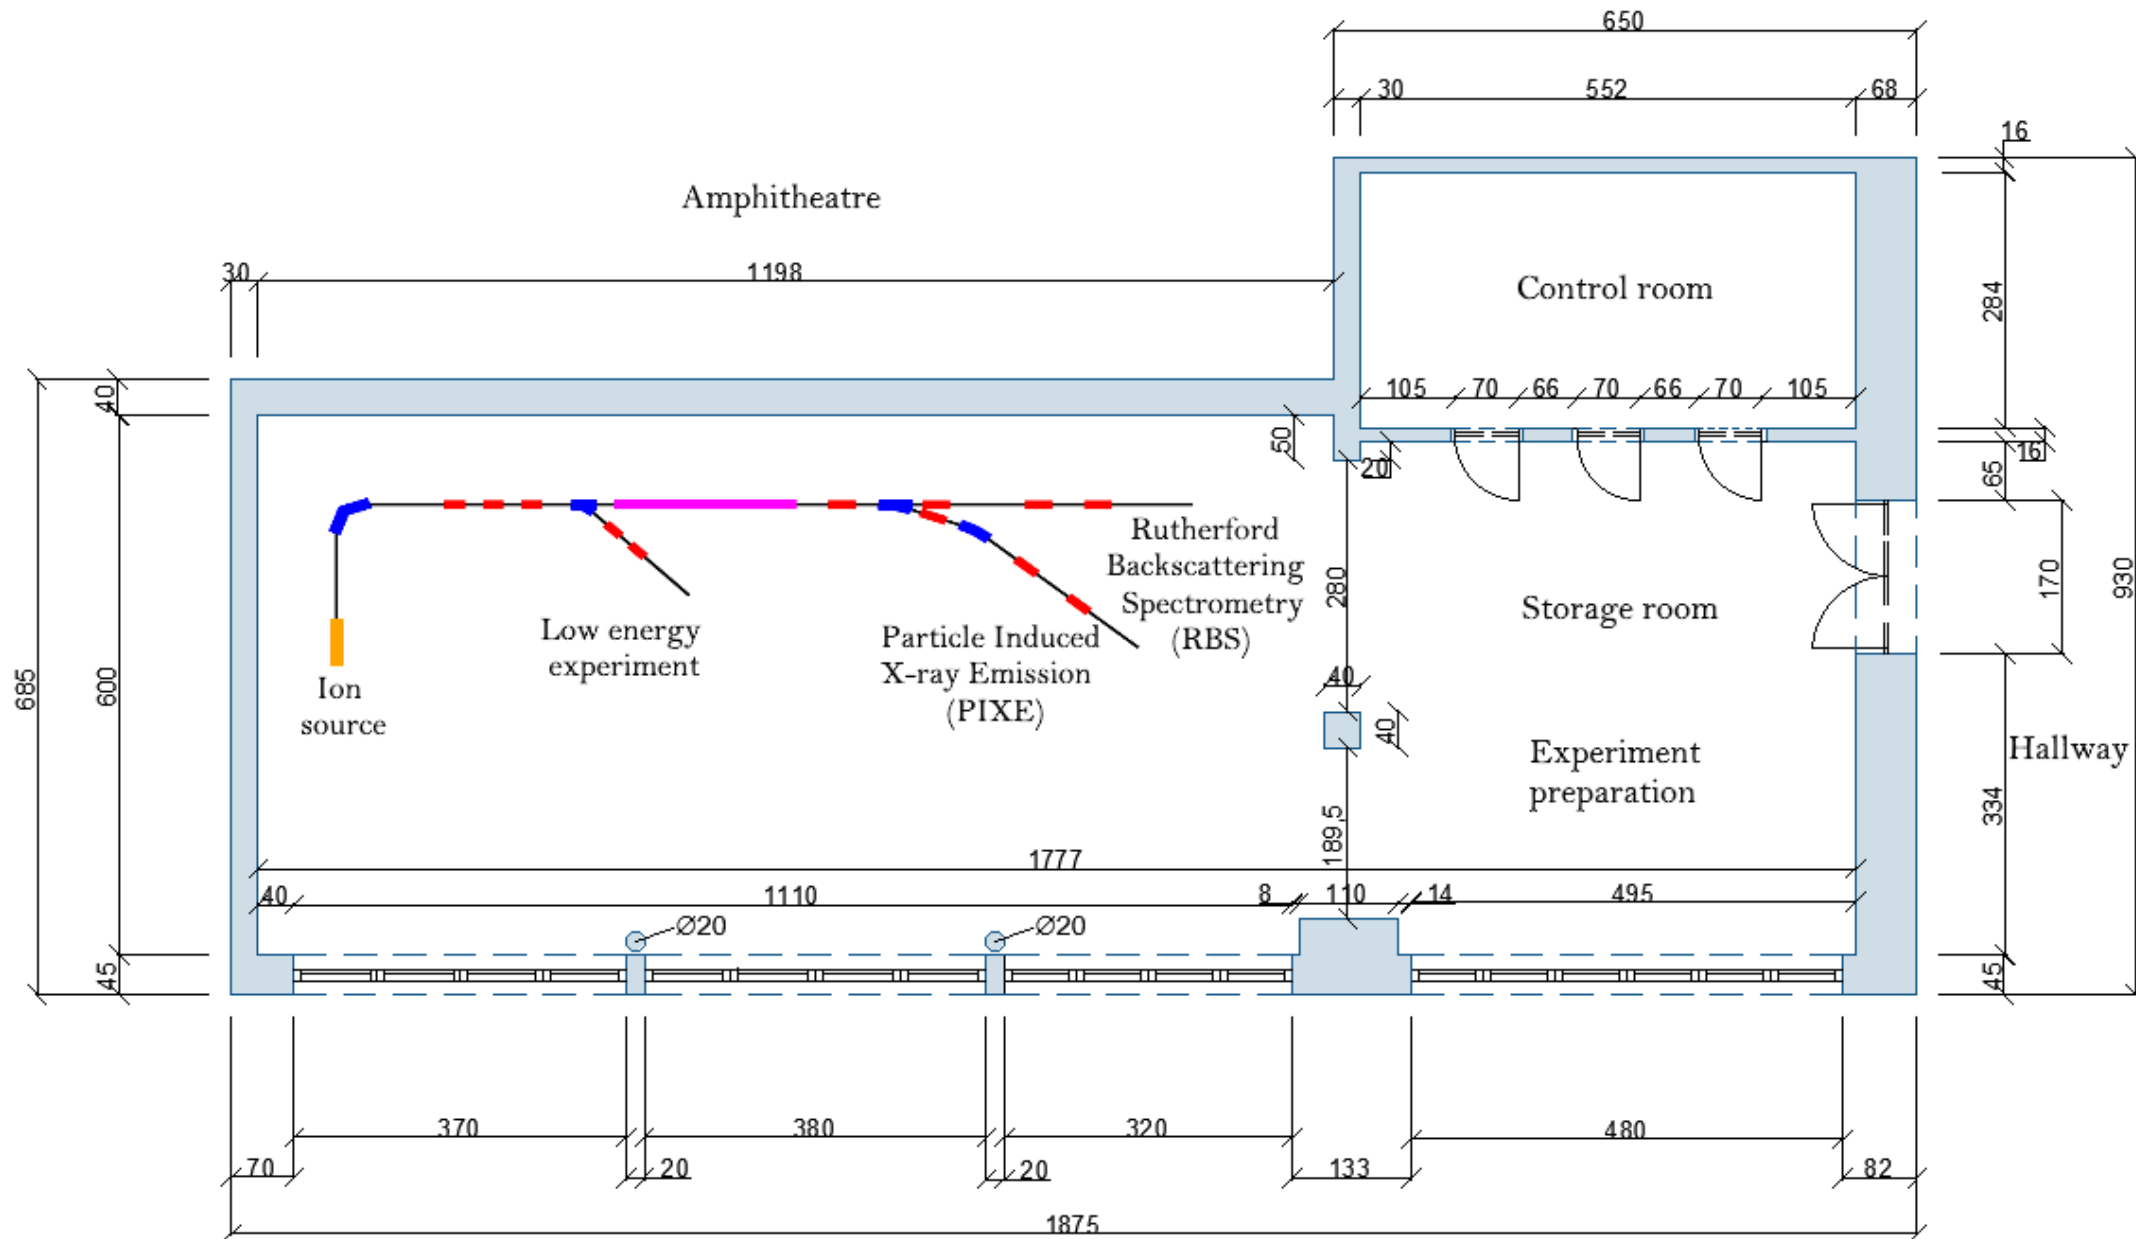 650
30 552 68
16
Amphitheatre
30 1198
Control room
284
40
105 70 66 70 66 70 105
50
20
16
65
Rutherford
Backscattering
Spectrometry
(RBS)
280
170
930
Storage room
Low energy
experiment
Particle Induced
X-ray Emission
(PIXE)
685
600
Ion
source
40
40
Experiment
preparation
Hallway
334
189,5
1777
40 1110 8 110 14 495
Ø20 Ø20
45
45
370 380 320 480
70 20 20 133 82
1875